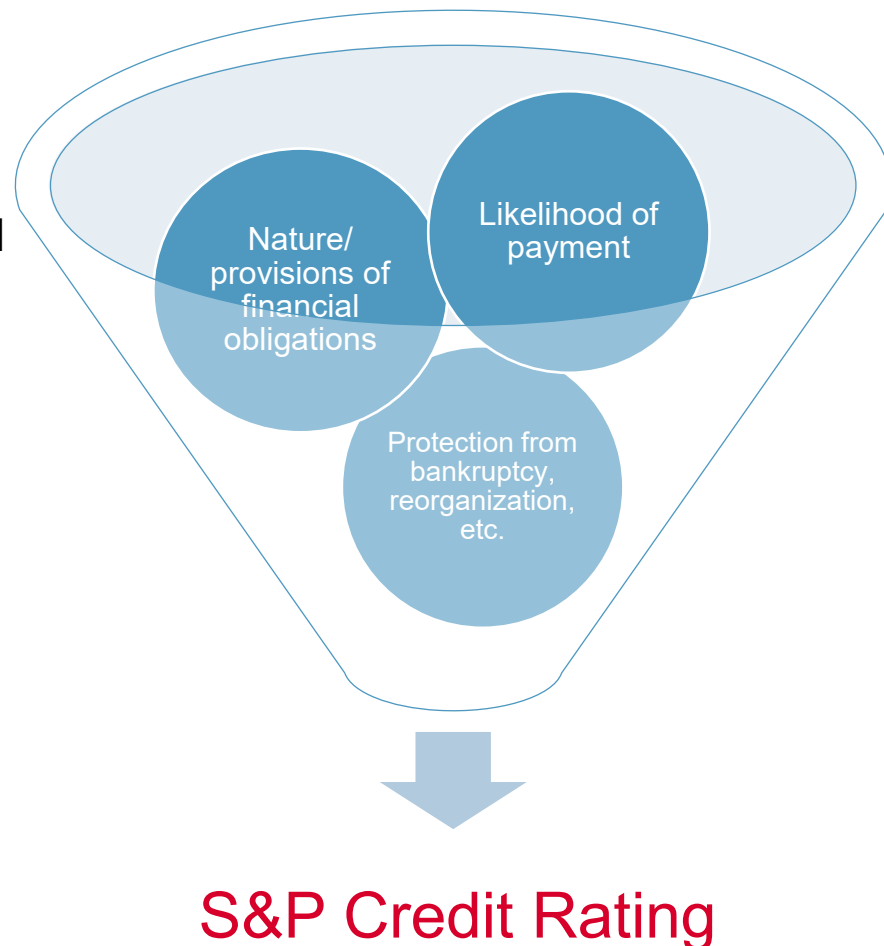 Nature/
provisions of
financial
obligations
Likelihood of
payment
Protection from
bankruptcy,
reorganization,
etc.
S&P Credit Rating